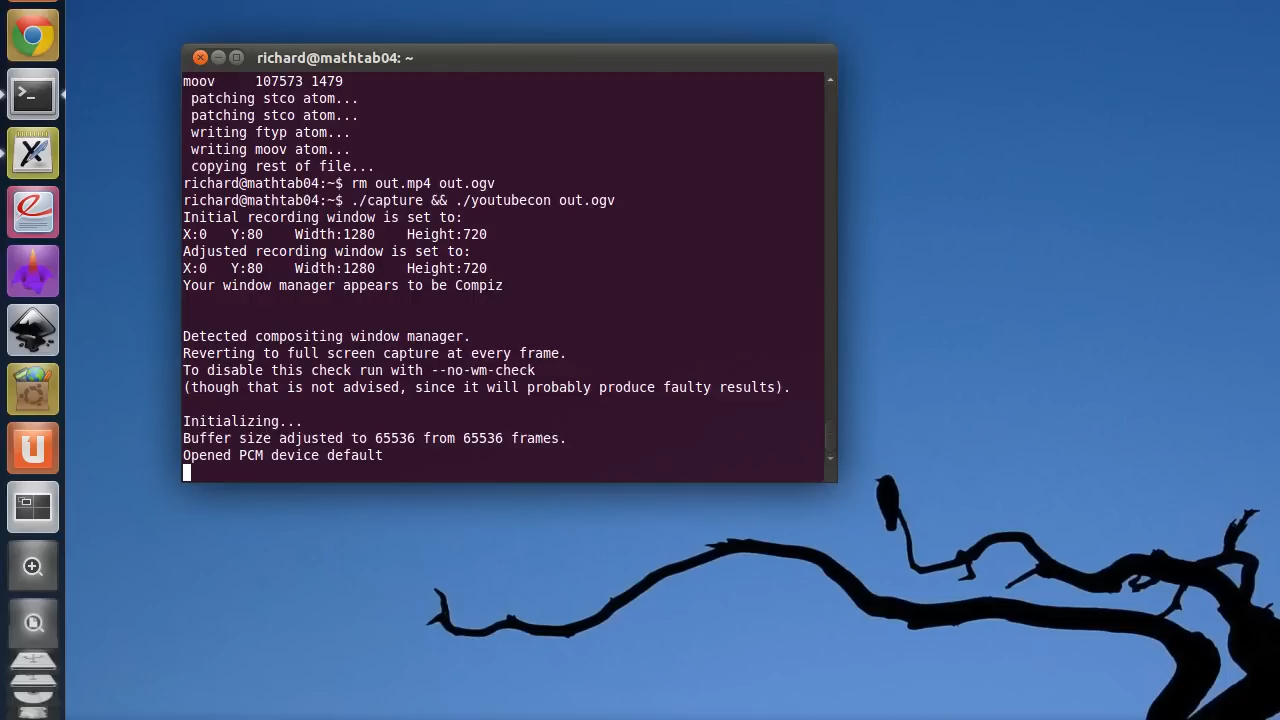 richard@mathtab04: ~
moov     107573 1479
 patching stco atom...
 patching stco atom...
 writing ftyp atom...
 writing moov atom...
 copying rest of file...
richard@mathtab04:~$ rm out.mp4 out.ogv
richard@mathtab04:~$ ./capture && ./youtubecon out.ogv
Initial recording window is set to:
X:0   Y:80    Width:1280    Height:720
Adjusted recording window is set to:
X:0   Y:80    Width:1280    Height:720
Your window manager appears to be Compiz
Detected compositing window manager.
Reverting to full screen capture at every frame.
To disable this check run with --no-wm-check
(though that is not advised, since it will probably produce faulty results).
Initializing...
Buffer size adjusted to 65536 from 65536 frames.
Opened PCM device default